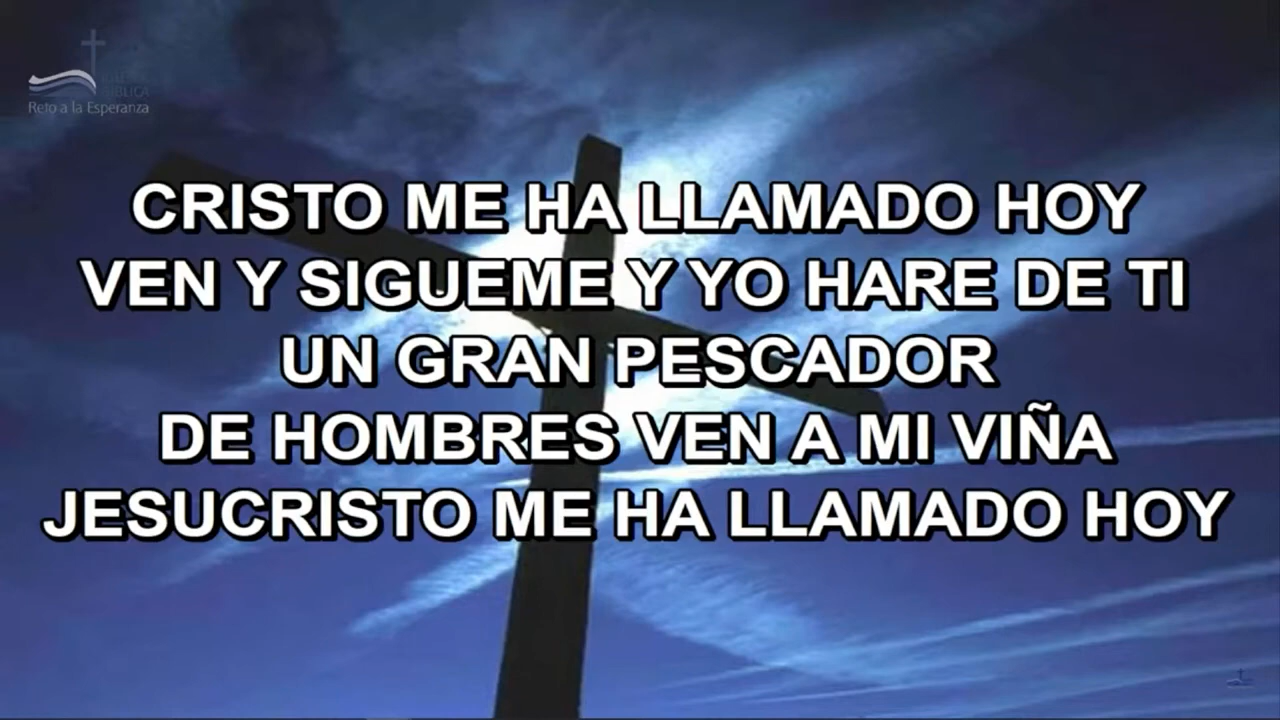 BÍBLICA
Reto a la Esperanza
CRISTO ME HA LLAMADO HOY
VEN Y SIGUEME Y YO HARE DE TI
UN GRAN PESCADOR
DE HOMBRES VEN A MI VIÑA
JESUCRISTO ME HA LLAMADO HOY